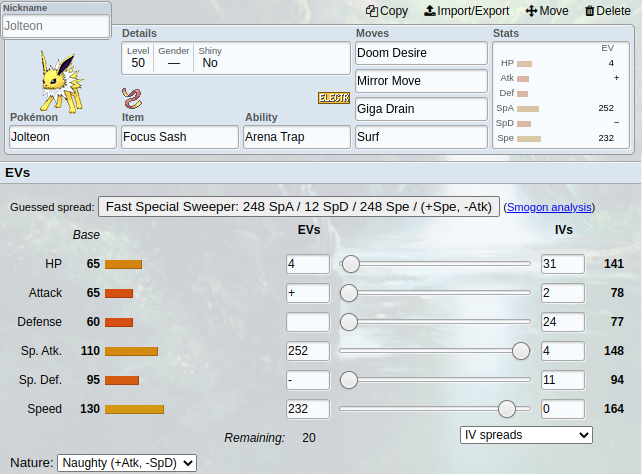 Nickname
Jolteon
Copy Import/Export Move Delete
Details
Level Gender Shiny
50 — No
Moves
Doom Desire
Mirror Move
Giga Drain
Surf
Stats
EV
HP 4
Atk +
Def
SpA 252
SpD −
Spe 232
ELECTR
Pokémon Item Ability
Jolteon Focus Sash Arena Trap
EVs
Guessed spread: Fast Special Sweeper: 248 SpA / 12 SpD / 248 Spe / (+Spe, -Atk) (Smogon analysis)
Base EVs IVs
HP 65 4 31 141
Attack 65 + 2 78
Defense 60 24 77
Sp. Atk. 110 252 4 148
Sp. Def. 95 - 11 94
Speed 130 232 0 164
Remaining: 20 IV spreads
Nature: Naughty (+Atk, -SpD)